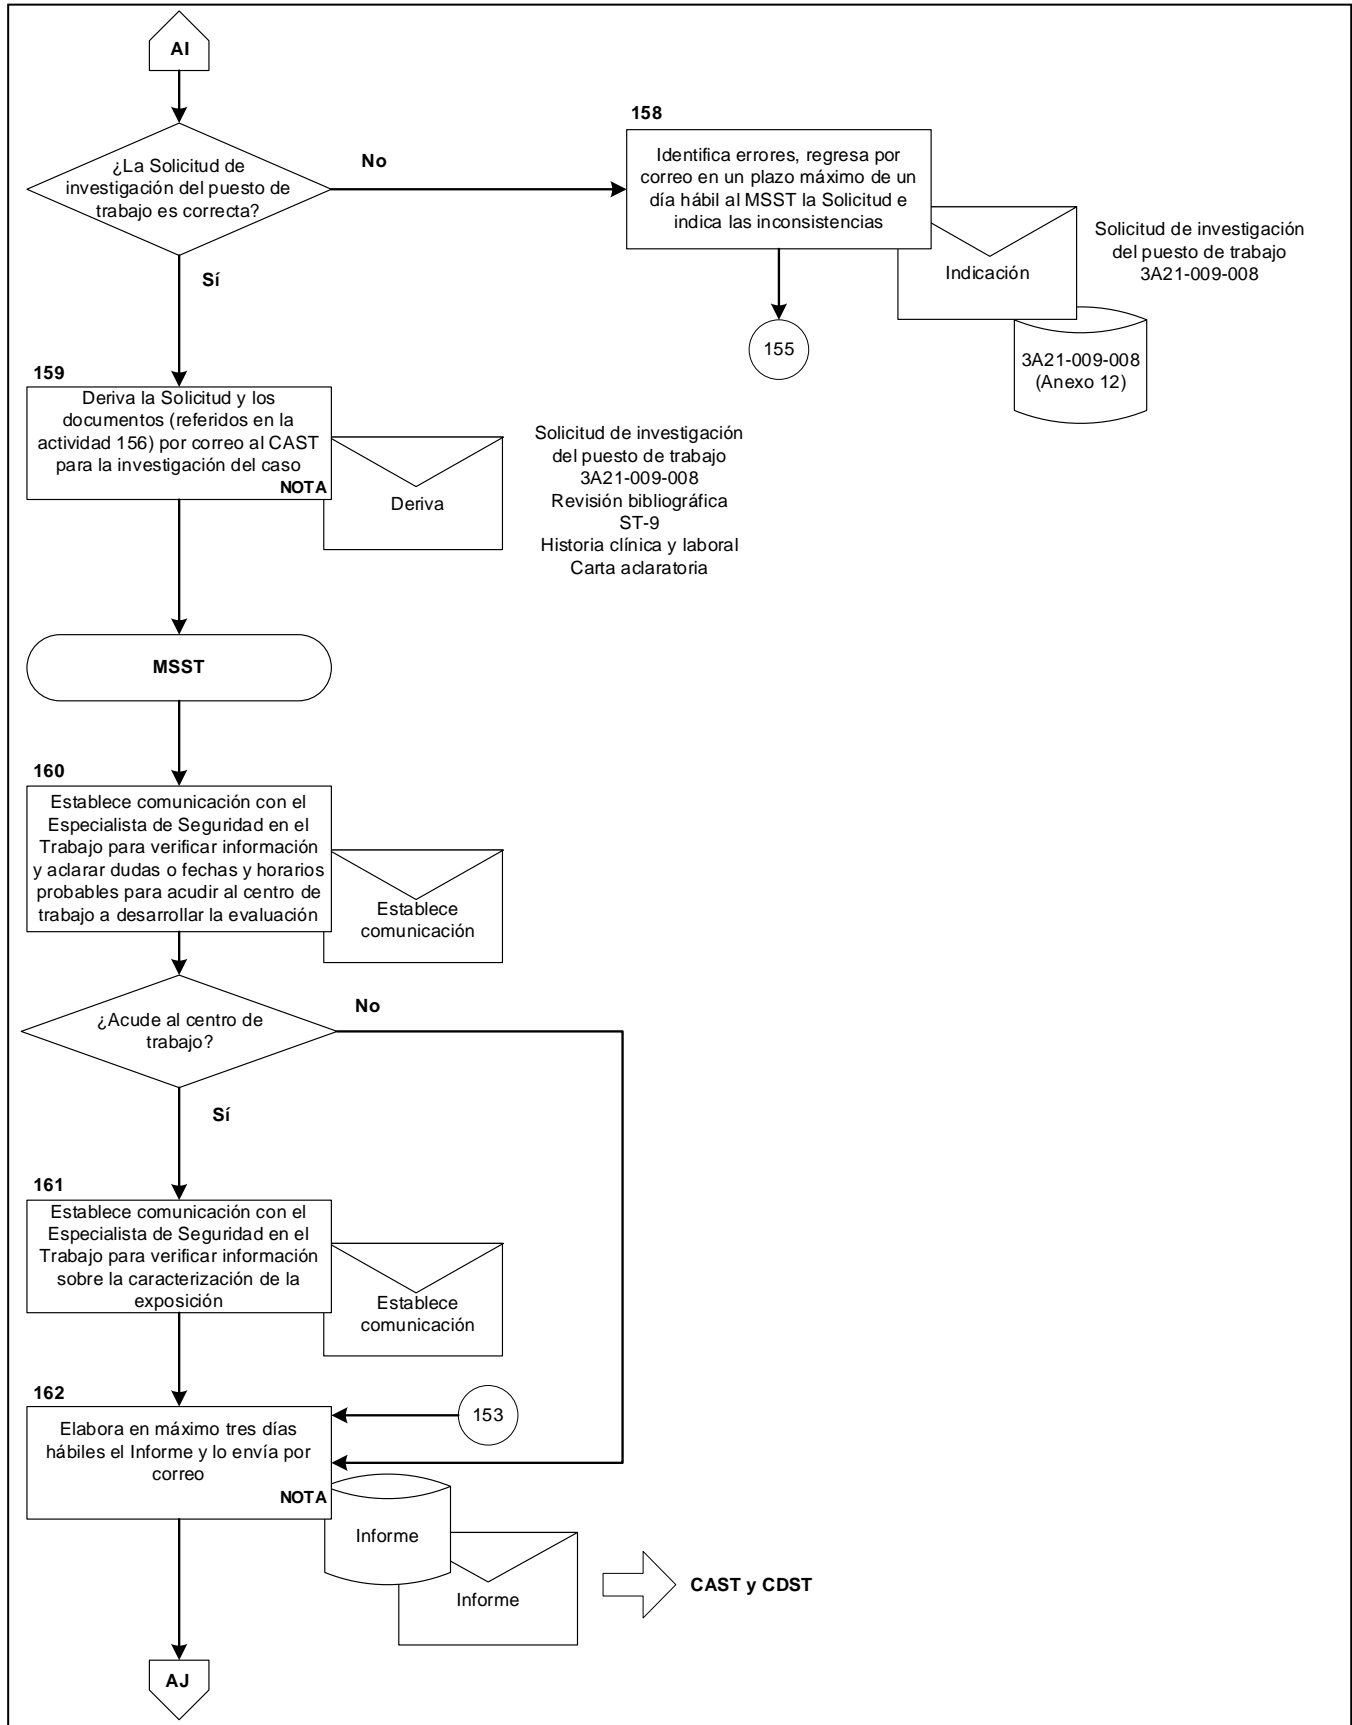 AI
¿La Solicitud de
investigación del puesto de
trabajo es correcta?
No
Sí
158
Identifica errores, regresa por
correo en un plazo máximo de un
día hábil al MSST la Solicitud e
indica las inconsistencias
Indicación
Solicitud de investigación
del puesto de trabajo
3A21-009-008
3A21-009-008
(Anexo 12)
155
159
Deriva la Solicitud y los
documentos (referidos en la
actividad 156) por correo al CAST
para la investigación del caso
NOTA
Deriva
Solicitud de investigación
del puesto de trabajo
3A21-009-008
Revisión bibliográfica
ST-9
Historia clínica y laboral
Carta aclaratoria
MSST
160
Establece comunicación con el
Especialista de Seguridad en el
Trabajo para verificar información
y aclarar dudas o fechas y horarios
probables para acudir al centro de
trabajo a desarrollar la evaluación
Establece
comunicación
¿Acude al centro de
trabajo?
No
Sí
161
Establece comunicación con el
Especialista de Seguridad en el
Trabajo para verificar información
sobre la caracterización de la
exposición
Establece
comunicación
162
Elabora en máximo tres días
hábiles el Informe y lo envía por
correo
NOTA
153
Informe
Informe
CAST y CDST
AJ